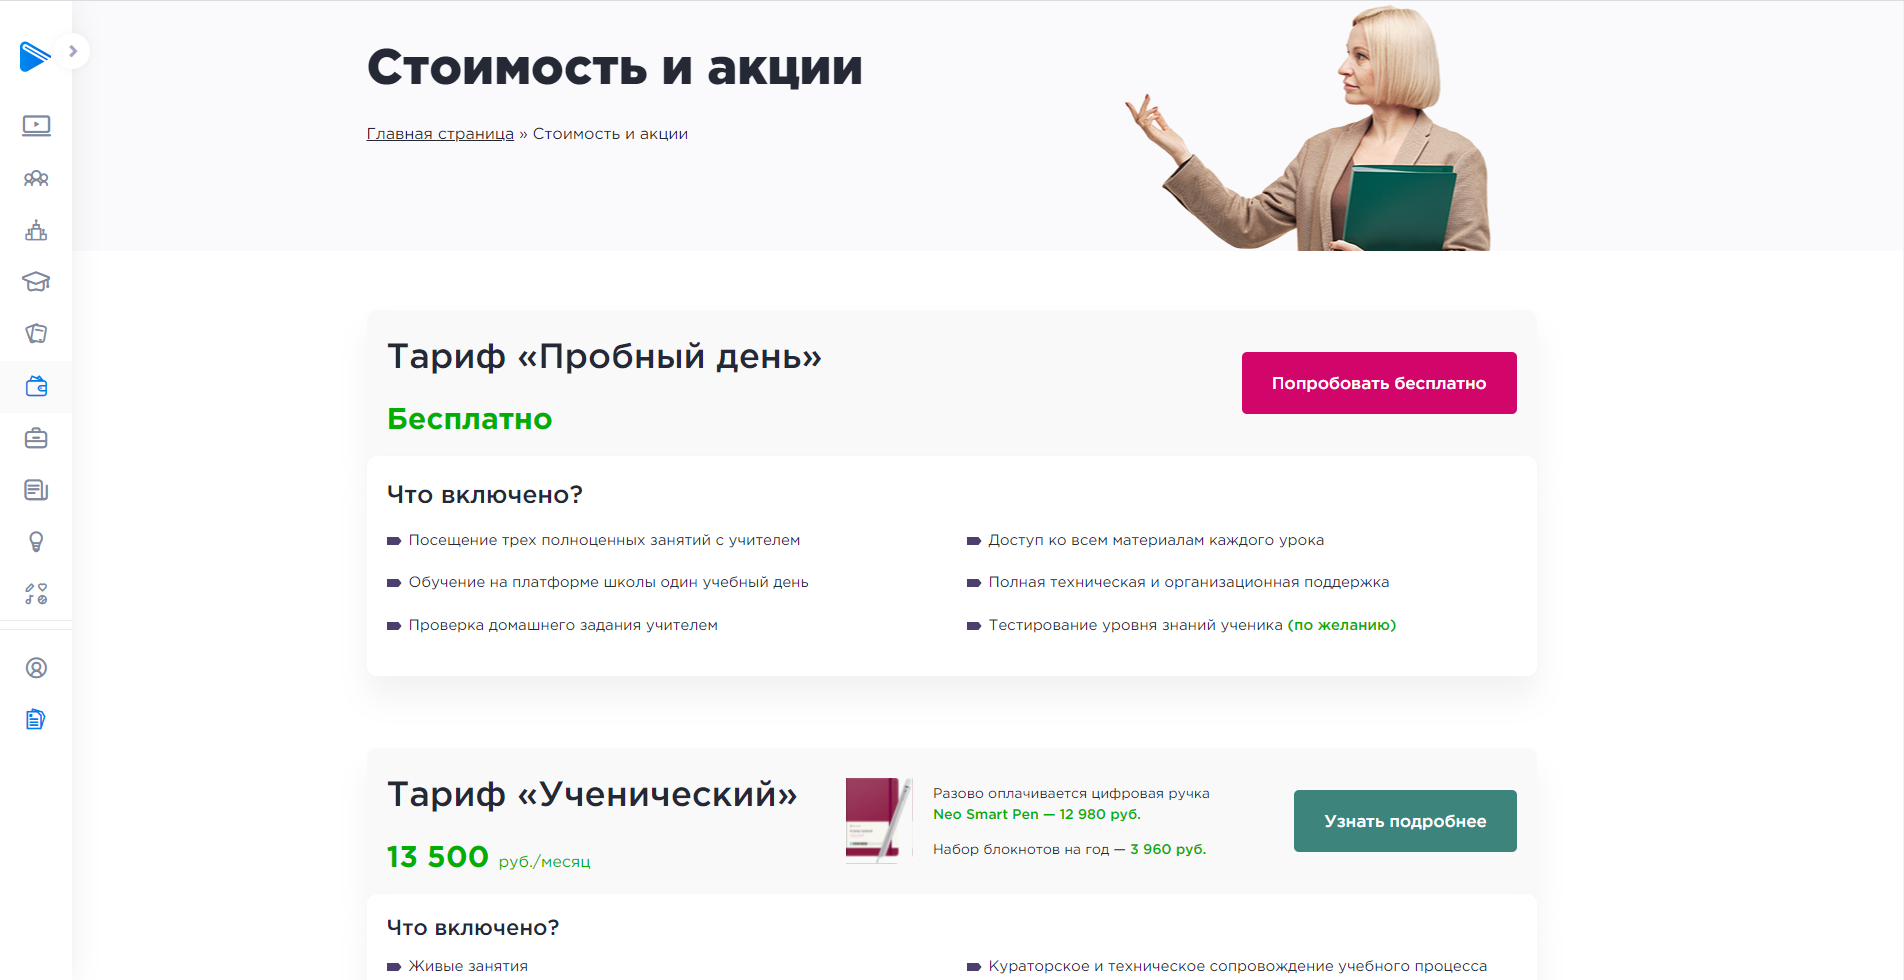 Стоимость и акции
Главная страница » Стоимость и акции
Тариф «Пробный день»
Бесплатно
Попробовать бесплатно
Что включено?
Посещение трех полноценных занятий с учителем
Обучение на платформе школы один учебный день
Проверка домашнего задания учителем
Доступ ко всем материалам каждого урока
Полная техническая и организационная поддержка
Тестирование уровня знаний ученика (по желанию)
Тариф «Ученический»
13 500 руб./месяц
Разово оплачивается цифровая ручка
Neo Smart Pen — 12 980 руб.
Набор блокнотов на год — 3 960 руб.
Узнать подробнее
Что включено?
Живые занятия
Кураторское и техническое сопровождение учебного процесса